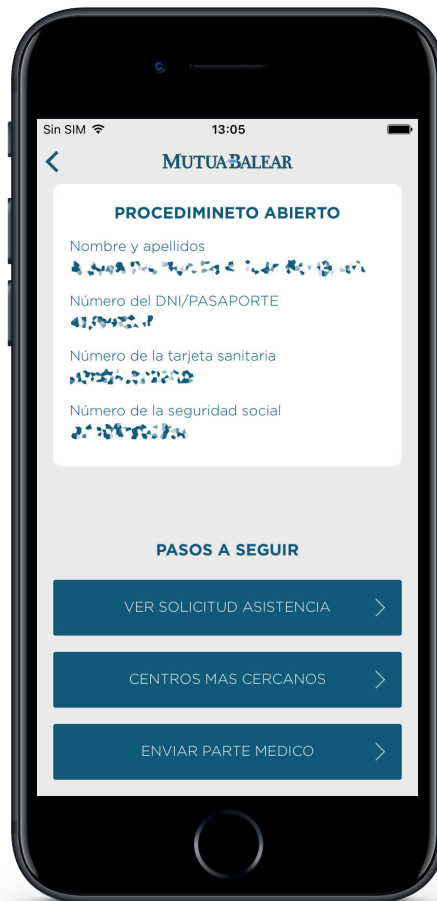 Sin SIM
13:05
MUTUA BALEAR
PROCEDIMINETO ABIERTO
Nombre y apellidos
Número del DNI/PASAPORTE
Número de la tarjeta sanitaria
Número de la seguridad social
PASOS A SEGUIR
VER SOLICITUD ASISTENCIA
CENTROS MAS CERCANOS
ENVIAR PARTE MEDICO